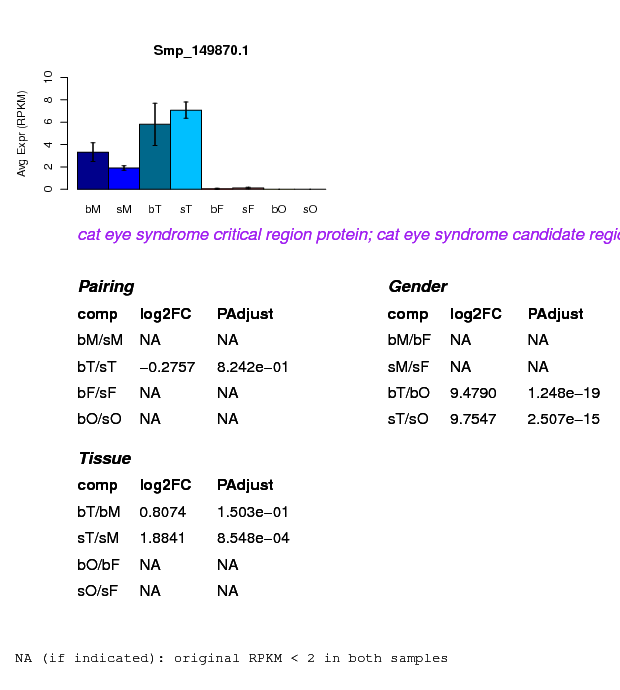 Smp_149870.1
Avg Expr (RPKM)
0 2 4 6 8 10
bM sM bT sT bF sF bO sO
cat eye syndrome critical region protein; cat eye syndrome candidate regi
Pairing
comp log2FC PAdjust
bM/sM NA NA
bT/sT −0.2757 8.242e−01
bF/sF NA NA
bO/sO NA NA
Gender
comp log2FC PAdjust
bM/bF NA NA
sM/sF NA NA
bT/bO 9.4790 1.248e−19
sT/sO 9.7547 2.507e−15
Tissue
comp log2FC PAdjust
bT/bM 0.8074 1.503e−01
sT/sM 1.8841 8.548e−04
bO/bF NA NA
sO/sF NA NA
NA (if indicated): original RPKM < 2 in both samples